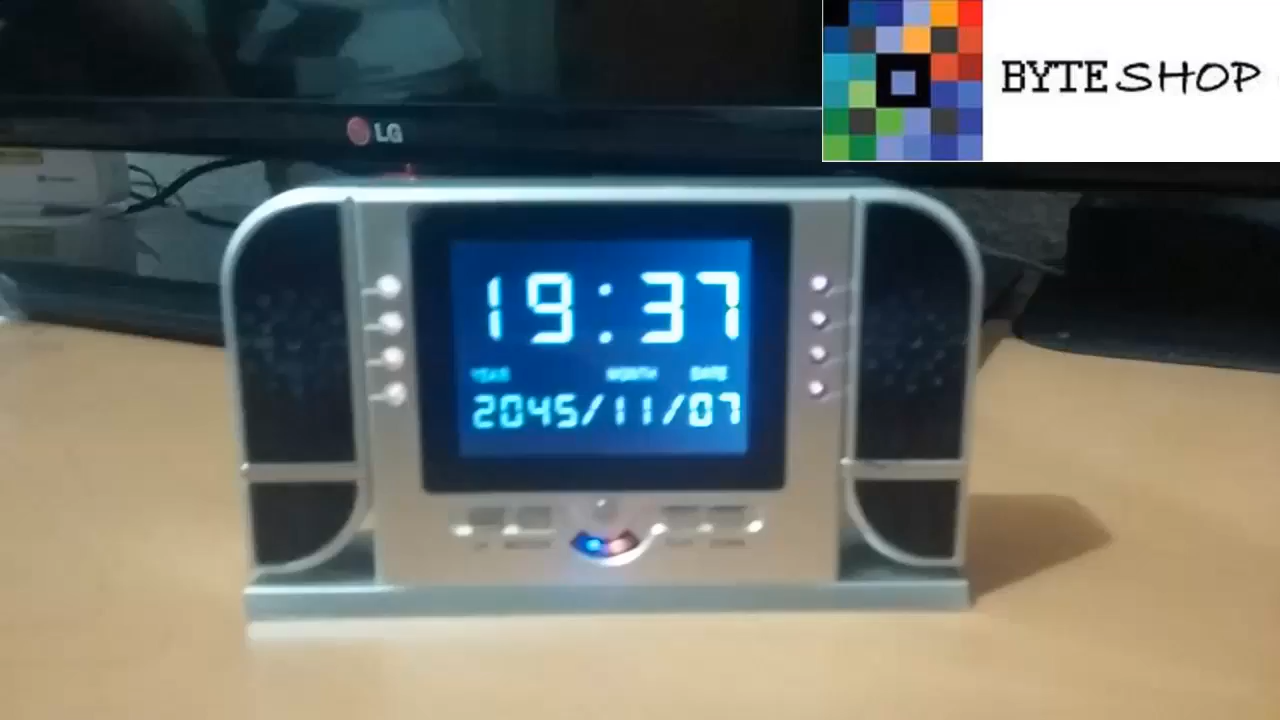 BYTE SHOP
LG
19:37
YEAR MONTH DATE
2045/11/07